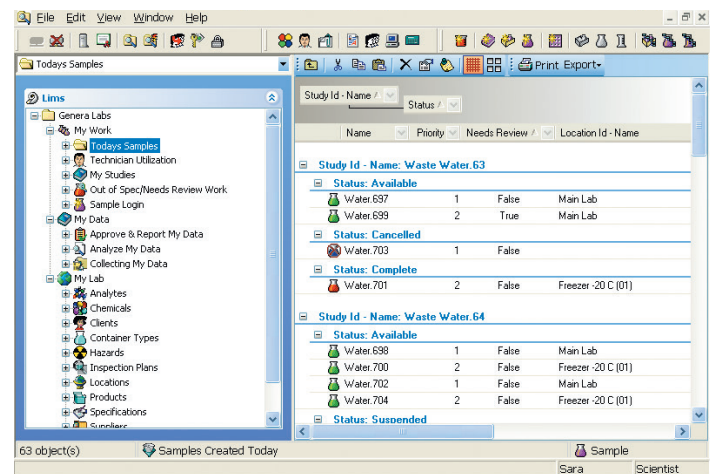 File Edit View Window Help
Todays Samples
Print Export
Lims
Genera Labs
My Work
Todays Samples
Technician Utilization
My Studies
Out of Spec/Needs Review Work
Sample Login
My Data
Approve & Report My Data
Analyze My Data
Collecting My Data
My Lab
Analytes
Chemicals
Clients
Container Types
Hazards
Inspection Plans
Locations
Products
Specifications
Suppliers
Study Id - Name
Status
Name Priority Needs Review Location Id - Name
Study Id - Name: Waste Water.63
Status: Available
Water.697 1 False Main Lab
Water.699 2 True Main Lab
Status: Cancelled
Water.703 1 False
Status: Complete
Water.701 2 False Freezer -20 C (01)
Study Id - Name: Waste Water.64
Status: Available
Water.698 1 False Main Lab
Water.700 2 False Freezer -20 C (01)
Water.702 1 False Main Lab
Water.704 2 False Freezer -20 C (01)
Status: Suspended
63 object(s) Samples Created Today Sample
Sara Scientist